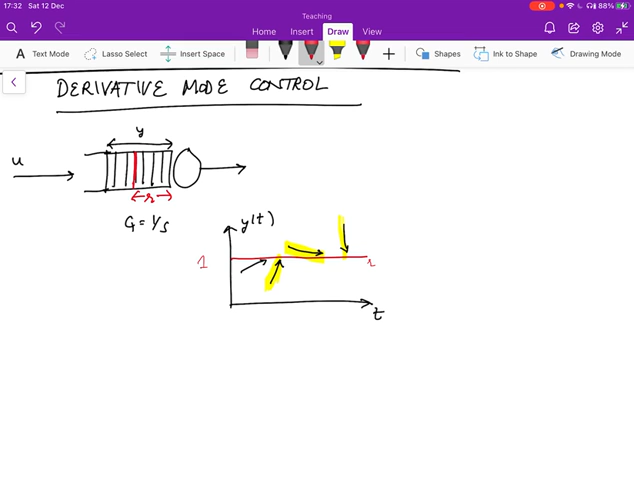 17:32 Sat 12 Dec
88%
Teaching
Home Insert Draw View
Text Mode Lasso Select Insert Space Shapes Ink to Shape Drawing Mode
DERIVATIVE MODE CONTROL
y
u
r
G = 1/s
y(t)
1
r
t